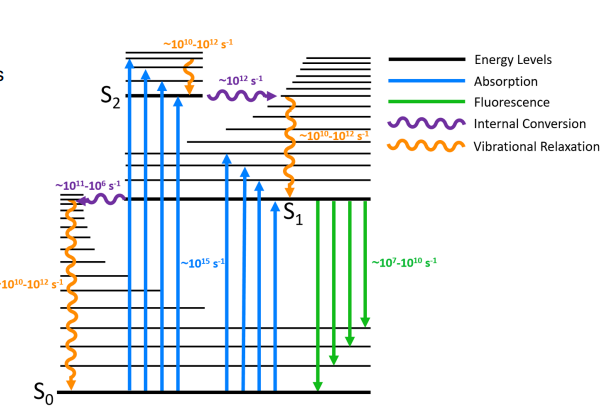 s
~10¹⁰-10¹² s⁻¹
Energy Levels
Absorption
Fluorescence
Internal Conversion
Vibrational Relaxation
~10¹² s⁻¹
S₂
~10¹⁰-10¹² s⁻¹
~10¹¹-10⁶ s⁻¹
S₁
~10¹⁵ s⁻¹
~10⁷-10¹⁰ s⁻¹
~10¹⁰-10¹² s⁻¹
S₀